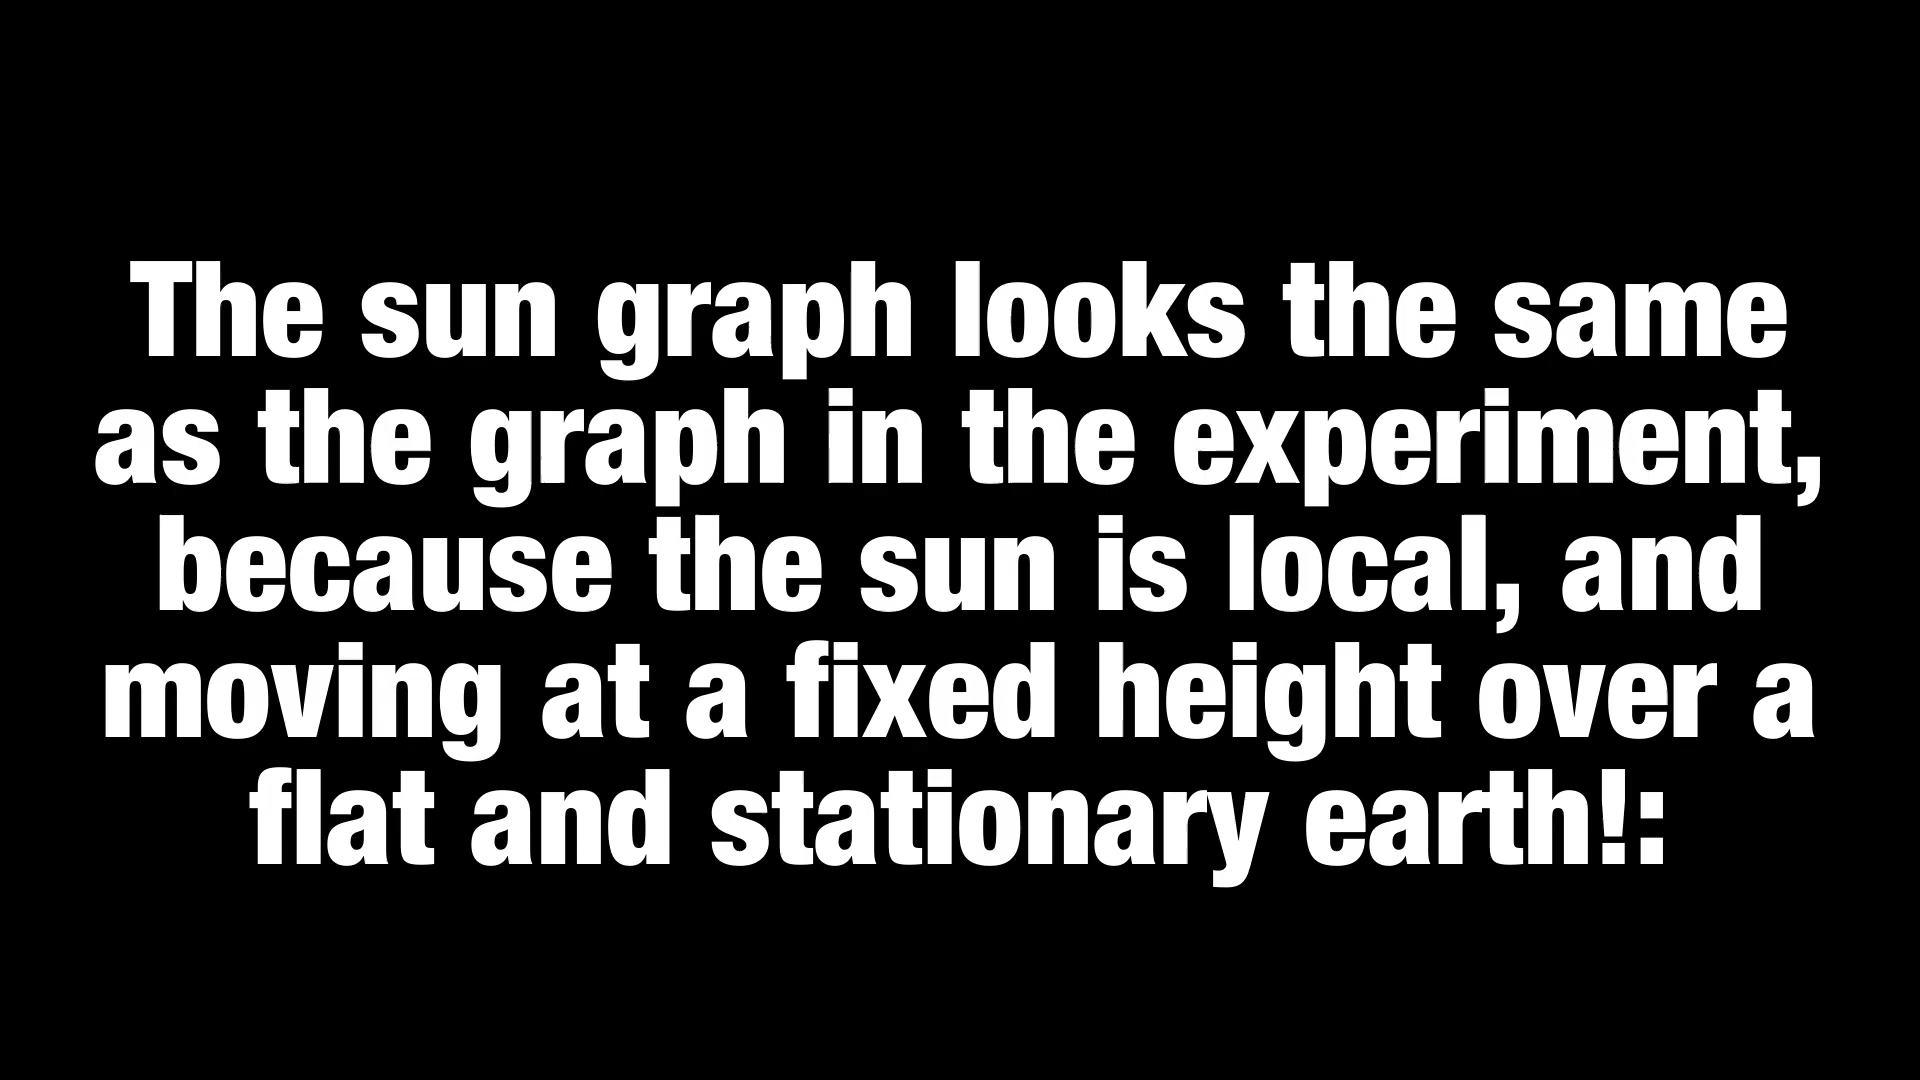 The sun graph looks the same
as the graph in the experiment,
because the sun is local, and
moving at a fixed height over a
flat and stationary earth!: